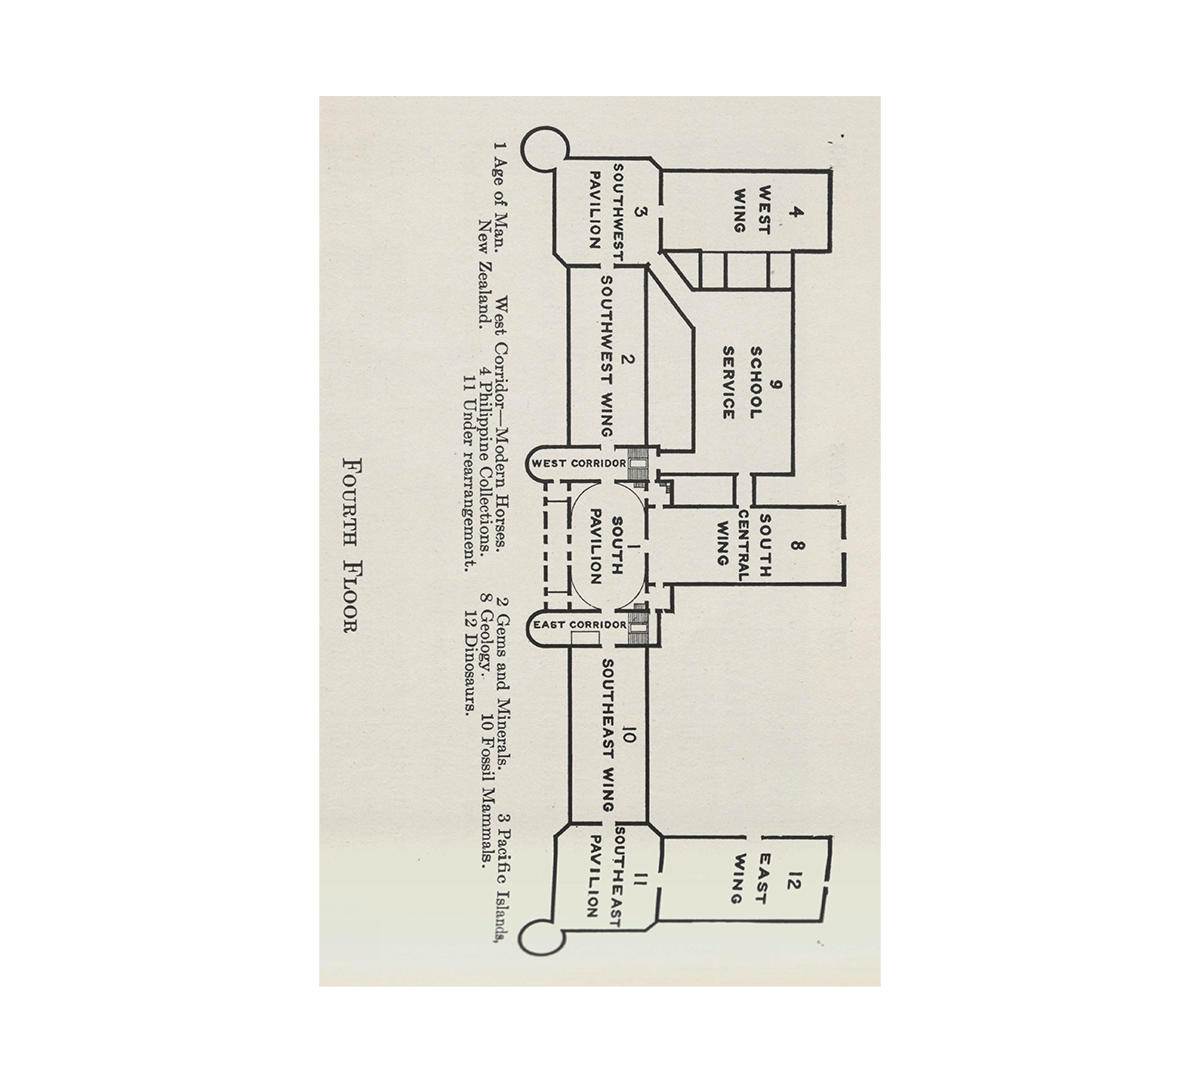 4
WEST
WING
3
SOUTHWEST
PAVILION
9
SCHOOL
SERVICE
2
SOUTHWEST WING
WEST CORRIDOR
8
SOUTH
CENTRAL
WING
1
SOUTH
PAVILION
EAST CORRIDOR
10
SOUTHEAST WING
12
EAST
WING
11
SOUTHEAST
PAVILION
1 Age of Man. West Corridor—Modern Horses. 2 Gems and Minerals. 3 Pacific Islands,
New Zealand. 4 Philippine Collections. 8 Geology. 10 Fossil Mammals.
11 Under rearrangement. 12 Dinosaurs.
FOURTH FLOOR